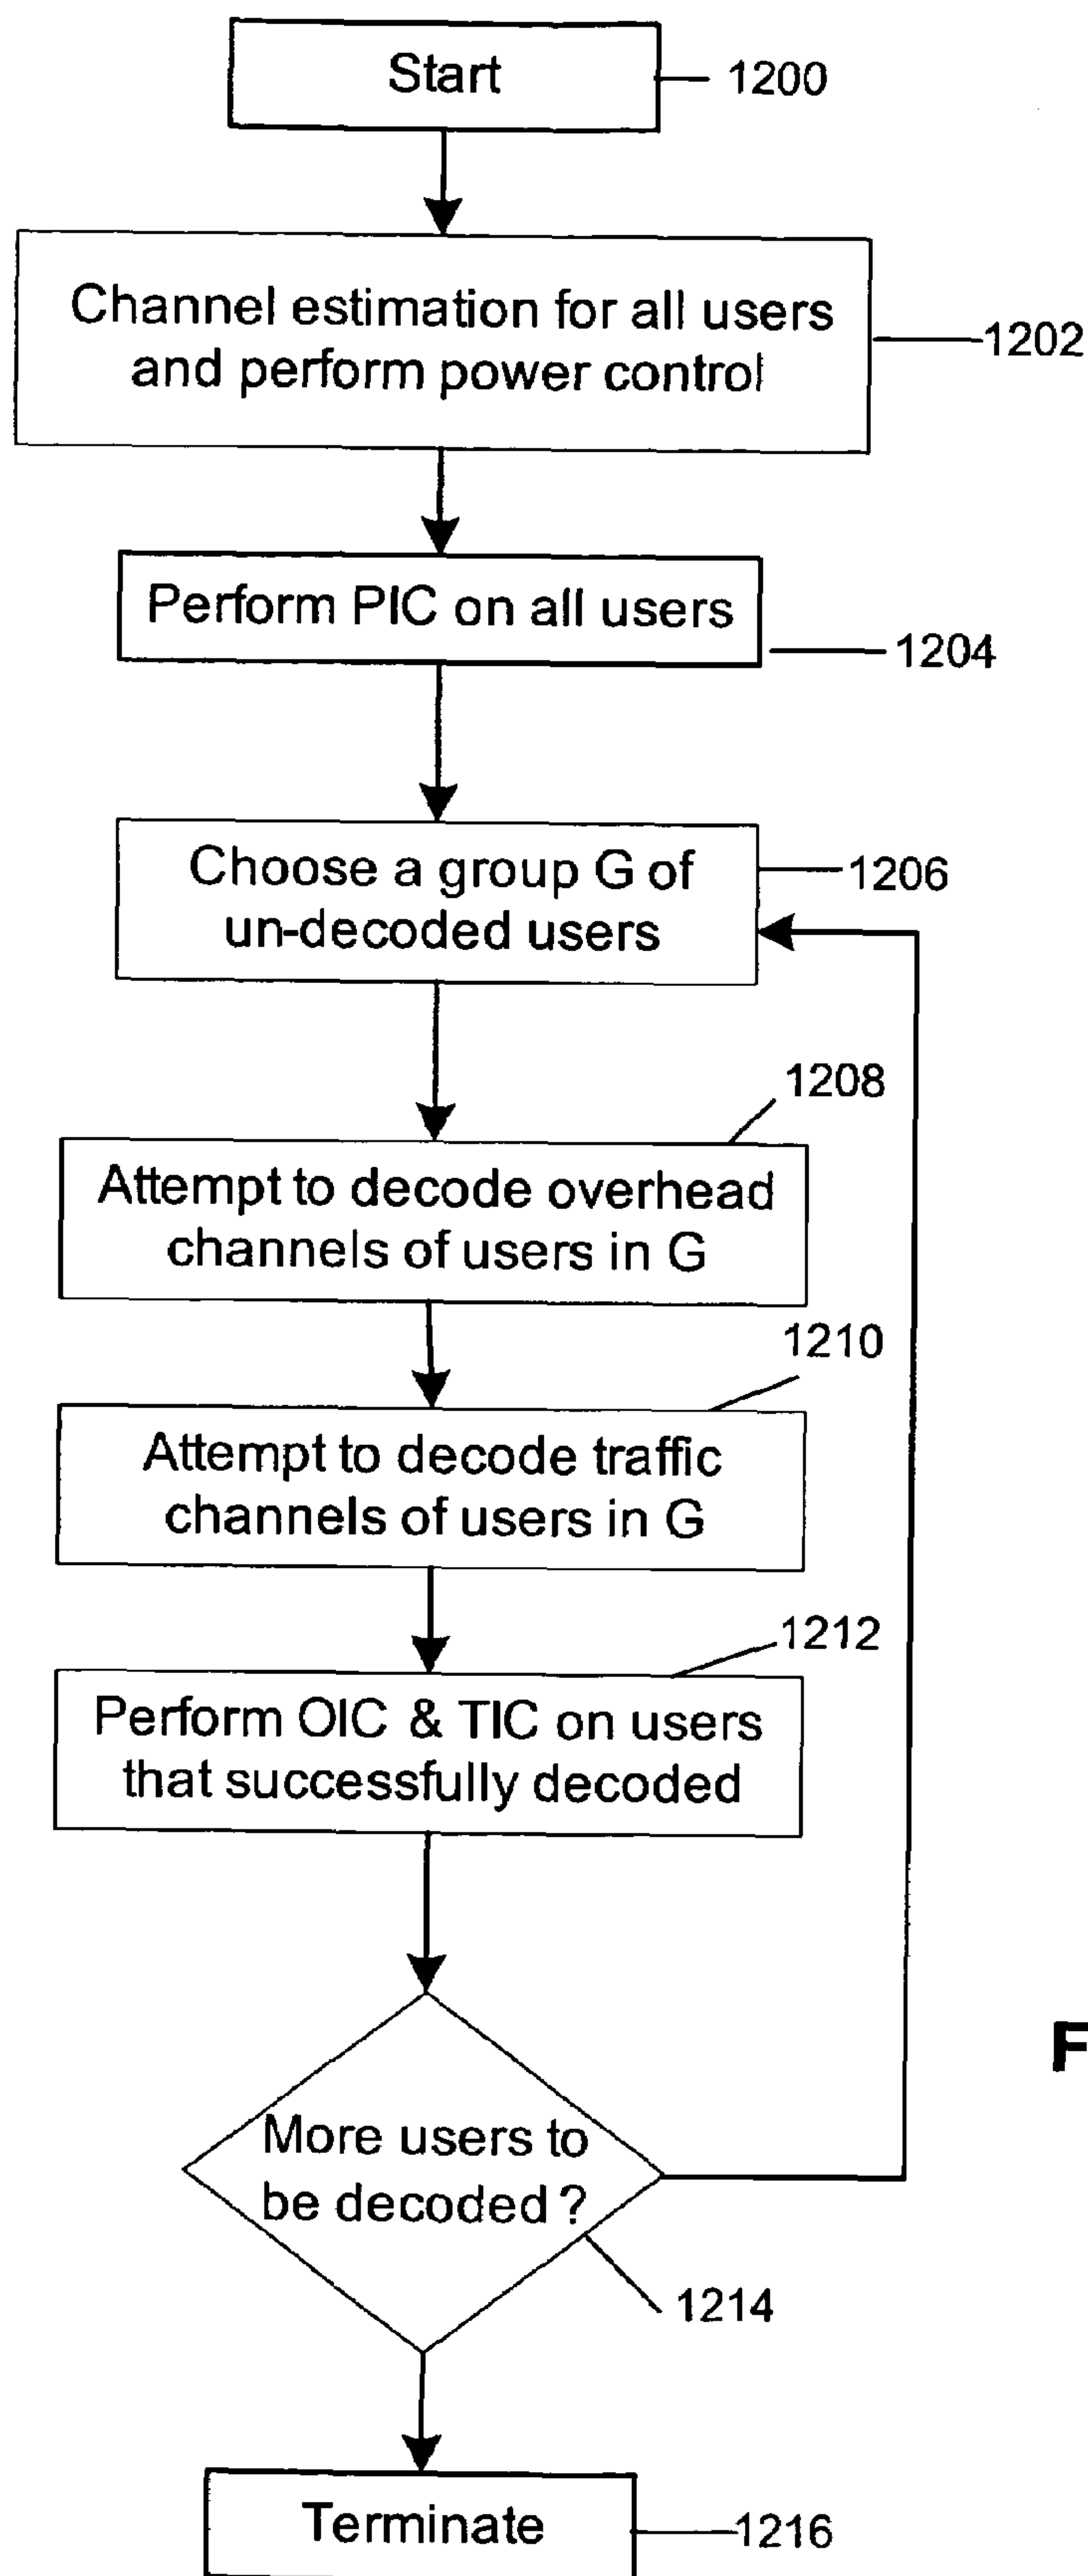 Start
1200
Channel estimation for all users
and perform power control
1202
Perform PIC on all users
1204
Choose a group G of
un-decoded users
1206
1208
Attempt to decode overhead
channels of users in G
1210
Attempt to decode traffic
channels of users in G
1212
Perform OIC & TIC on users
that successfully decoded
F
More users to
be decoded ?
1214
Terminate
1216